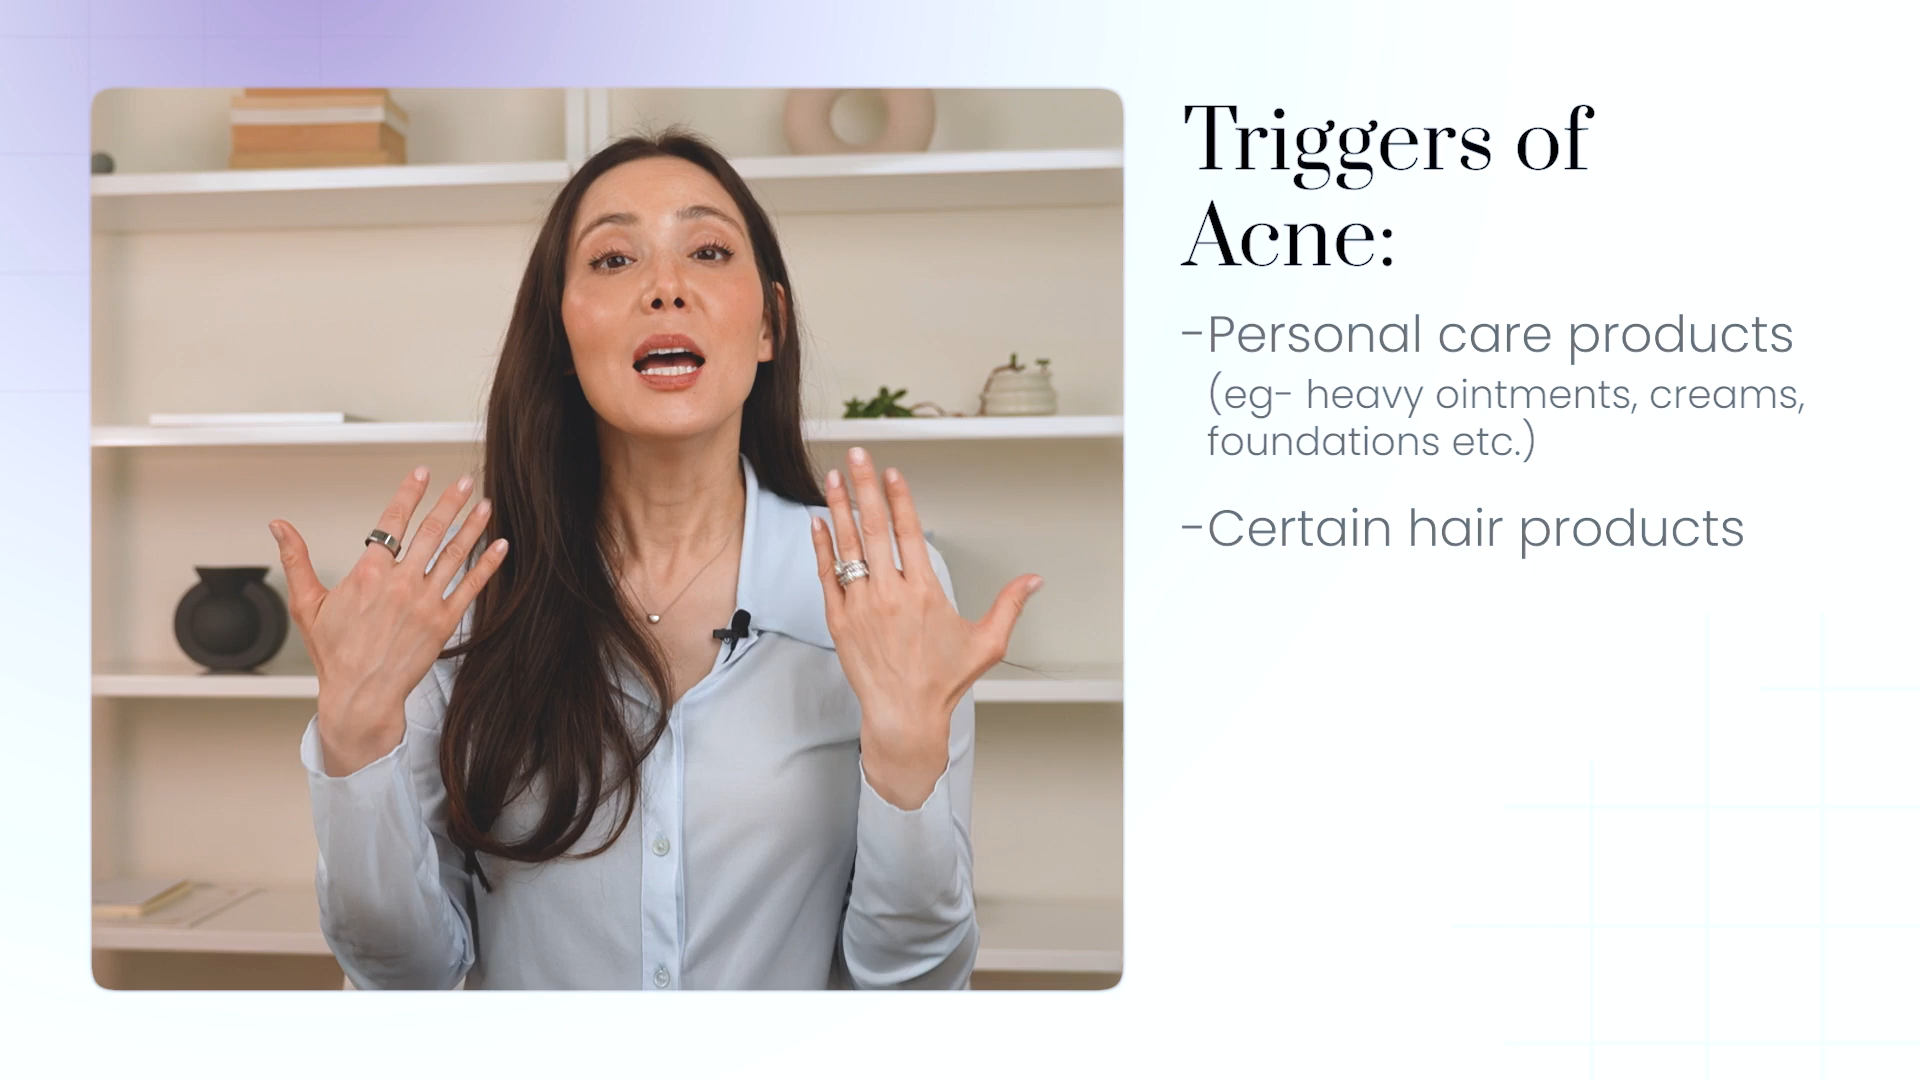 Triggers of
Acne:
-Personal care products
(eg- heavy ointments, creams,
foundations etc.)
-Certain hair products